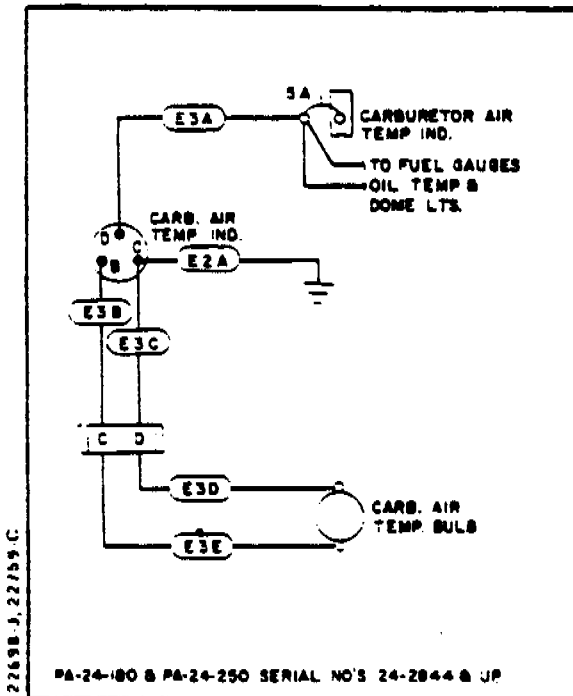 5A
E3A
CARBURETOR AIR
TEMP IND.
TO FUEL GAUGES
OIL TEMP &
DOME LTS.
CARB. AIR
TEMP IND.
D
C
B
E2A
E3B
E3C
C D
E3D
CARB. AIR
TEMP. BULB
E3E
22698-J, 22759-C
PA-24-180 & PA-24-250 SERIAL NO'S 24-2844 & UP